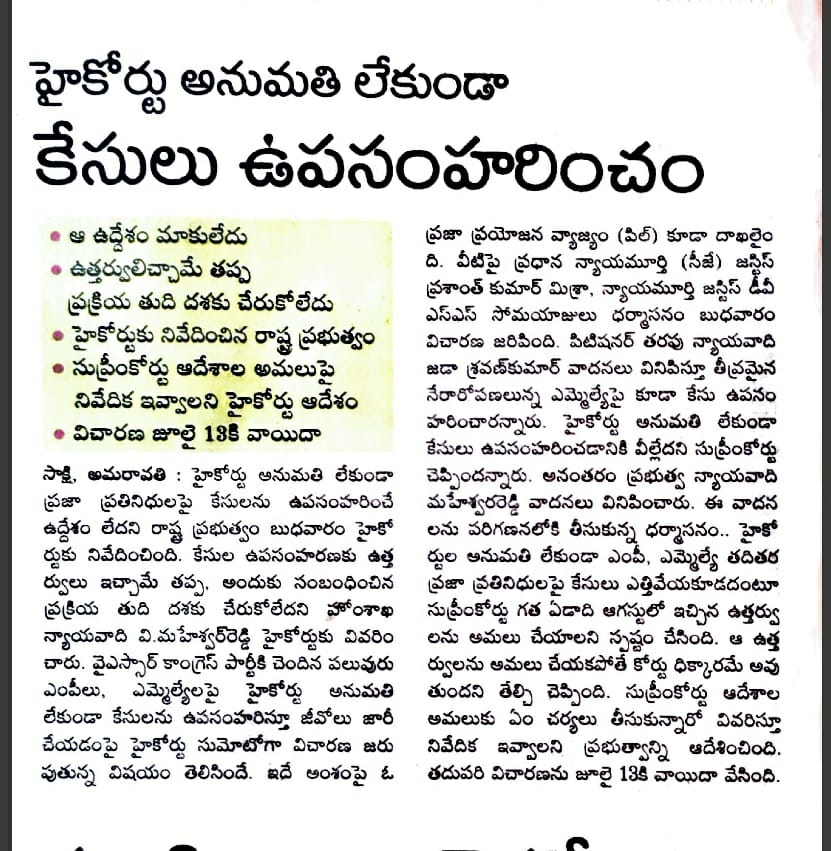 హైకోర్టు అనుమతి లేకుండా
కేసులు ఉపసంహరించం
• ఆ ఉద్దేశం మాకులేదు
• ఉత్తర్వులిచ్చామే తప్ప
ప్రక్రియ తుది దశకు చేరుకోలేదు
• హైకోర్టుకు నివేదించిన రాష్ట్ర ప్రభుత్వం
• సుప్రీంకోర్టు ఆదేశాల అమలుపై
నివేదిక ఇవ్వాలని హైకోర్టు ఆదేశం
• విచారణ జూలై 13కి వాయిదా
సాక్షి, అమరావతి : హైకోర్టు అనుమతి లేకుండా
ప్రజా ప్రతినిధులపై కేసులను ఉపసంహరించే
ఉద్దేశం లేదని రాష్ట్ర ప్రభుత్వం బుధవారం హైకో
ర్టుకు నివేదించింది. కేసుల ఉపసంహరణకు ఉత్త
ర్వులు ఇచ్చామే తప్ప, అందుకు సంబంధించిన
ప్రక్రియ తుది దశకు చేరుకోలేదని హోంశాఖ
న్యాయవాది వి.మహేశ్వర్‌రెడ్డి హైకోర్టుకు వివరిం
చారు. వైఎస్సార్ కాంగ్రెస్ పార్టీకి చెందిన పలువురు
ఎంపీలు, ఎమ్మెల్యేలపై హైకోర్టు అనుమతి
లేకుండా కేసులను ఉపసంహరిస్తూ జీవోలు జారీ
చేయడంపై హైకోర్టు సుమోటోగా విచారణ జరు
పుతున్న విషయం తెలిసిందే. ఇదే అంశంపై ఓ
ప్రజా ప్రయోజన వ్యాజ్యం (పిల్) కూడా దాఖలైం
ది. వీటిపై ప్రధాన న్యాయమూర్తి (సీజే) జస్టిస్
ప్రశాంత్ కుమార్ మిశ్రా, న్యాయమూర్తి జస్టిస్ డీవీ
ఎస్ఎస్ సోమయాజులు ధర్మాసనం బుధవారం
విచారణ జరిపింది. పిటిషనర్ తరపు న్యాయవాది
జడా శ్రవణ్‌కుమార్ వాదనలు వినిపిస్తూ తీవ్రమైన
నేరారోపణలున్న ఎమ్మెల్యేపై కూడా కేసు ఉపసం
హరించారన్నారు. హైకోర్టు అనుమతి లేకుండా
కేసులు ఉపసంహరించడానికి వీల్లేదని సుప్రీంకోర్టు
చెప్పిందన్నారు. అనంతరం ప్రభుత్వ న్యాయవాది
మహేశ్వరరెడ్డి వాదనలు వినిపించారు. ఈ వాదన
లను పరిగణనలోకి తీసుకున్న ధర్మాసనం.. హైకో
ర్టుల అనుమతి లేకుండా ఎంపీ, ఎమ్మెల్యే తదితర
ప్రజా ప్రతినిధులపై కేసులు ఎత్తివేయకూడదంటూ
సుప్రీంకోర్టు గత ఏడాది ఆగస్టులో ఇచ్చిన ఉత్తర్వు
లను అమలు చేయాలని స్పష్టం చేసింది. ఆ ఉత్త
ర్వులను అమలు చేయకపోతే కోర్టు ధిక్కారమే అవు
తుందని తేల్చి చెప్పింది. సుప్రీంకోర్టు ఆదేశాల
అమలుకు ఏం చర్యలు తీసుకున్నారో వివరిస్తూ
నివేదిక ఇవ్వాలని ప్రభుత్వాన్ని ఆదేశించింది.
తదుపరి విచారణను జూలై 13కి వాయిదా వేసింది.